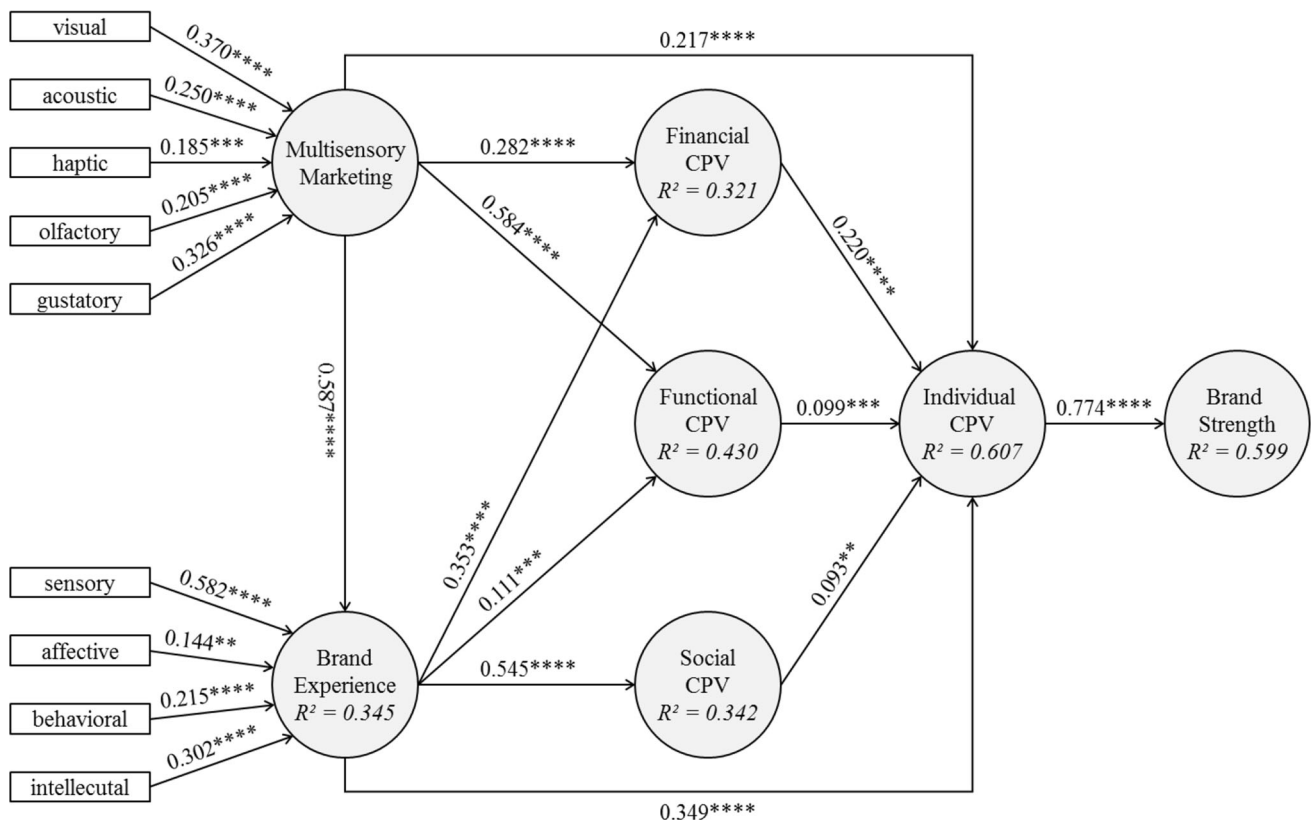 visual
0.370****
0.217****
acoustic
0.250****
haptic
0.185***
Multisensory
Marketing
0.282****
Financial
CPV
R² = 0.321
olfactory
0.205****
gustatory
0.326****
0.584****
0.220****
0.587****
Functional
CPV
R² = 0.430
0.099***
Individual
CPV
R² = 0.607
0.774****
Brand
Strength
R² = 0.599
0.353****
0.111***
0.093**
sensory
0.582****
affective
0.144**
Brand
Experience
R² = 0.345
0.545****
Social
CPV
R² = 0.342
behavioral
0.215****
intellecutal
0.302****
0.349****